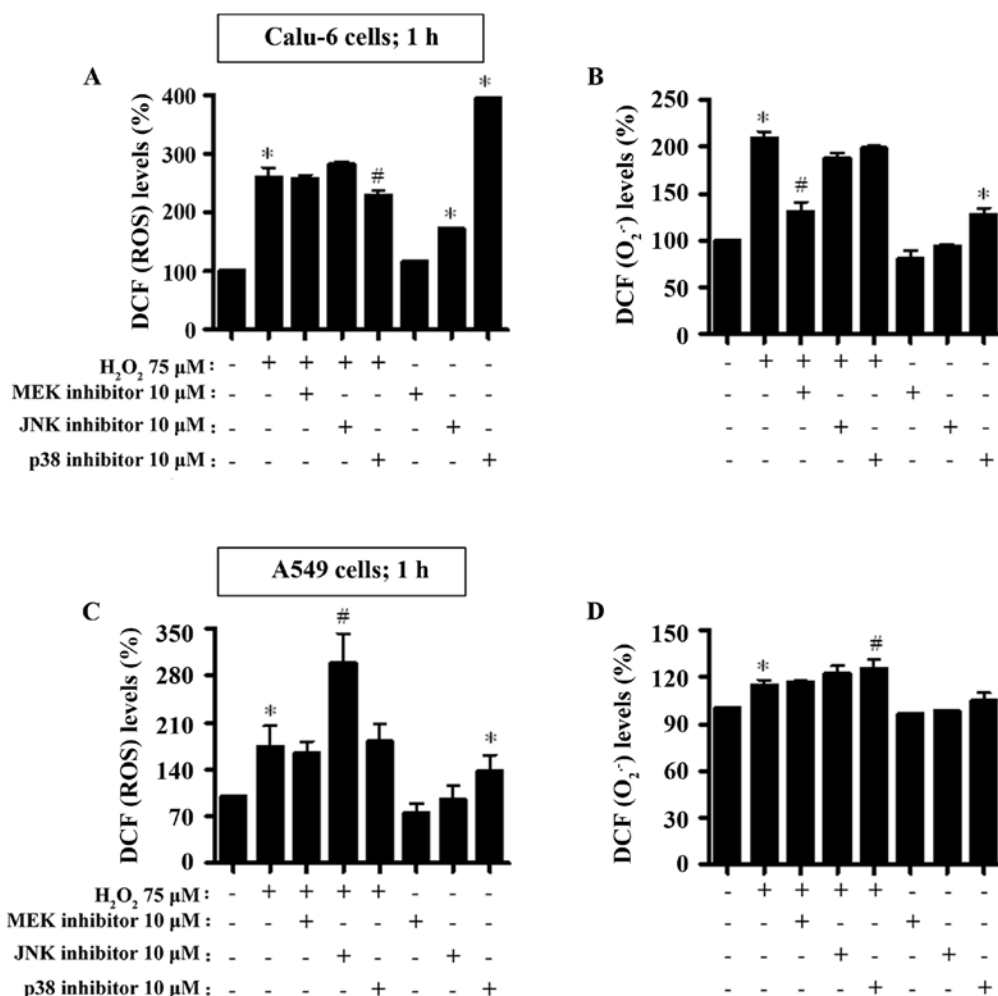 Calu-6 cells; 1 h
A
DCF (ROS) levels (%)
400
300
200
100
0
*
*
#
*
*
H₂O₂ 75 µM : - + + + + - - -
MEK inhibitor 10 µM : - - + - - + - -
JNK inhibitor 10 µM : - - - + - - + -
p38 inhibitor 10 µM : - - - - + - - +
B
DCF (O₂·⁻) levels (%)
250
200
150
100
50
0
*
#
*
- + + + + - - -
- - + - - + - -
- - - + - - + -
- - - - + - - +
A549 cells; 1 h
C
DCF (ROS) levels (%)
350
280
210
140
70
0
*
#
*
H₂O₂ 75 µM : - + + + + - - -
MEK inhibitor 10 µM : - - + - - + - -
JNK inhibitor 10 µM : - - - + - - + -
p38 inhibitor 10 µM : - - - - + - - +
D
DCF (O₂·⁻) levels (%)
150
120
90
60
30
0
*
#
- + + + + - - -
- - + - - + - -
- - - + - - + -
- - - - + - - +